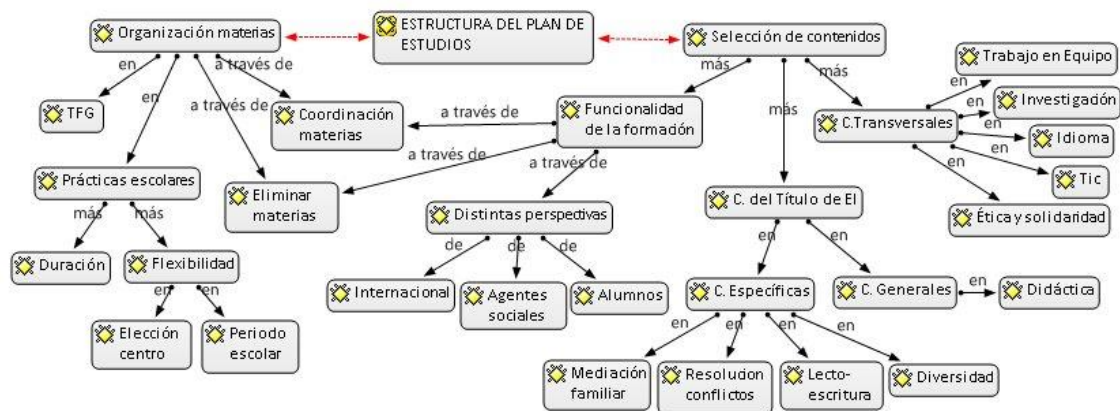 ESTRUCTURA DEL PLAN DE
ESTUDIOS
Organización materias
Selección de contenidos
en
en
a través de
a través de
más
más
más
TFG
Coordinación
materias
a través de
Funcionalidad
de la formación
C.Transversales
en
Trabajo en Equipo
en
Investigación
en
Idioma
en
Tic
en
Ética y solidaridad
a través de
a través de
Prácticas escolares
Eliminar
materias
más
más
Distintas perspectivas
C. del Título de EI
Duración
Flexibilidad
de
de
de
en
en
Internacional
Agentes
sociales
Alumnos
C. Específicas
C. Generales
en
Didáctica
en
en
Elección
centro
Periodo
escolar
en
en
en
en
Mediación
familiar
Resolucion
conflictos
Lecto-
escritura
Diversidad